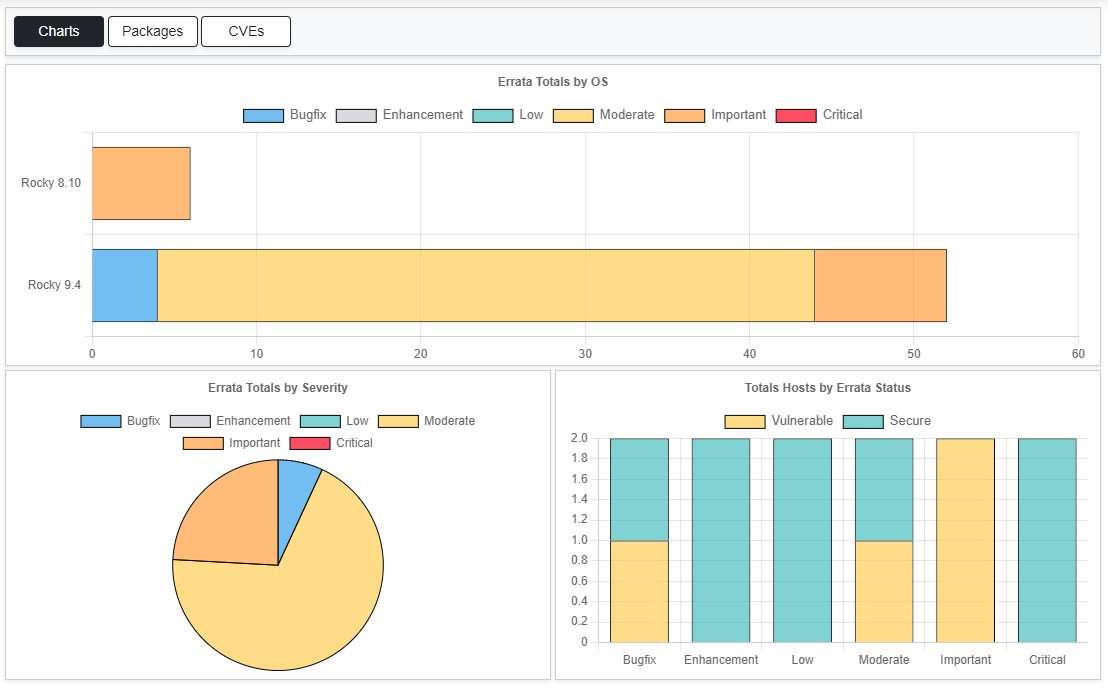 Charts Packages CVEs
Errata Totals by OS
Bugfix Enhancement Low Moderate Important Critical
Rocky 8.10
Rocky 9.4
0 10 20 30 40 50 60
Errata Totals by Severity
Bugfix Enhancement Low Moderate
Important Critical
Totals Hosts by Errata Status
Vulnerable Secure
2.0
1.8
1.6
1.4
1.2
1.0
0.8
0.6
0.4
0.2
0
Bugfix Enhancement Low Moderate Important Critical